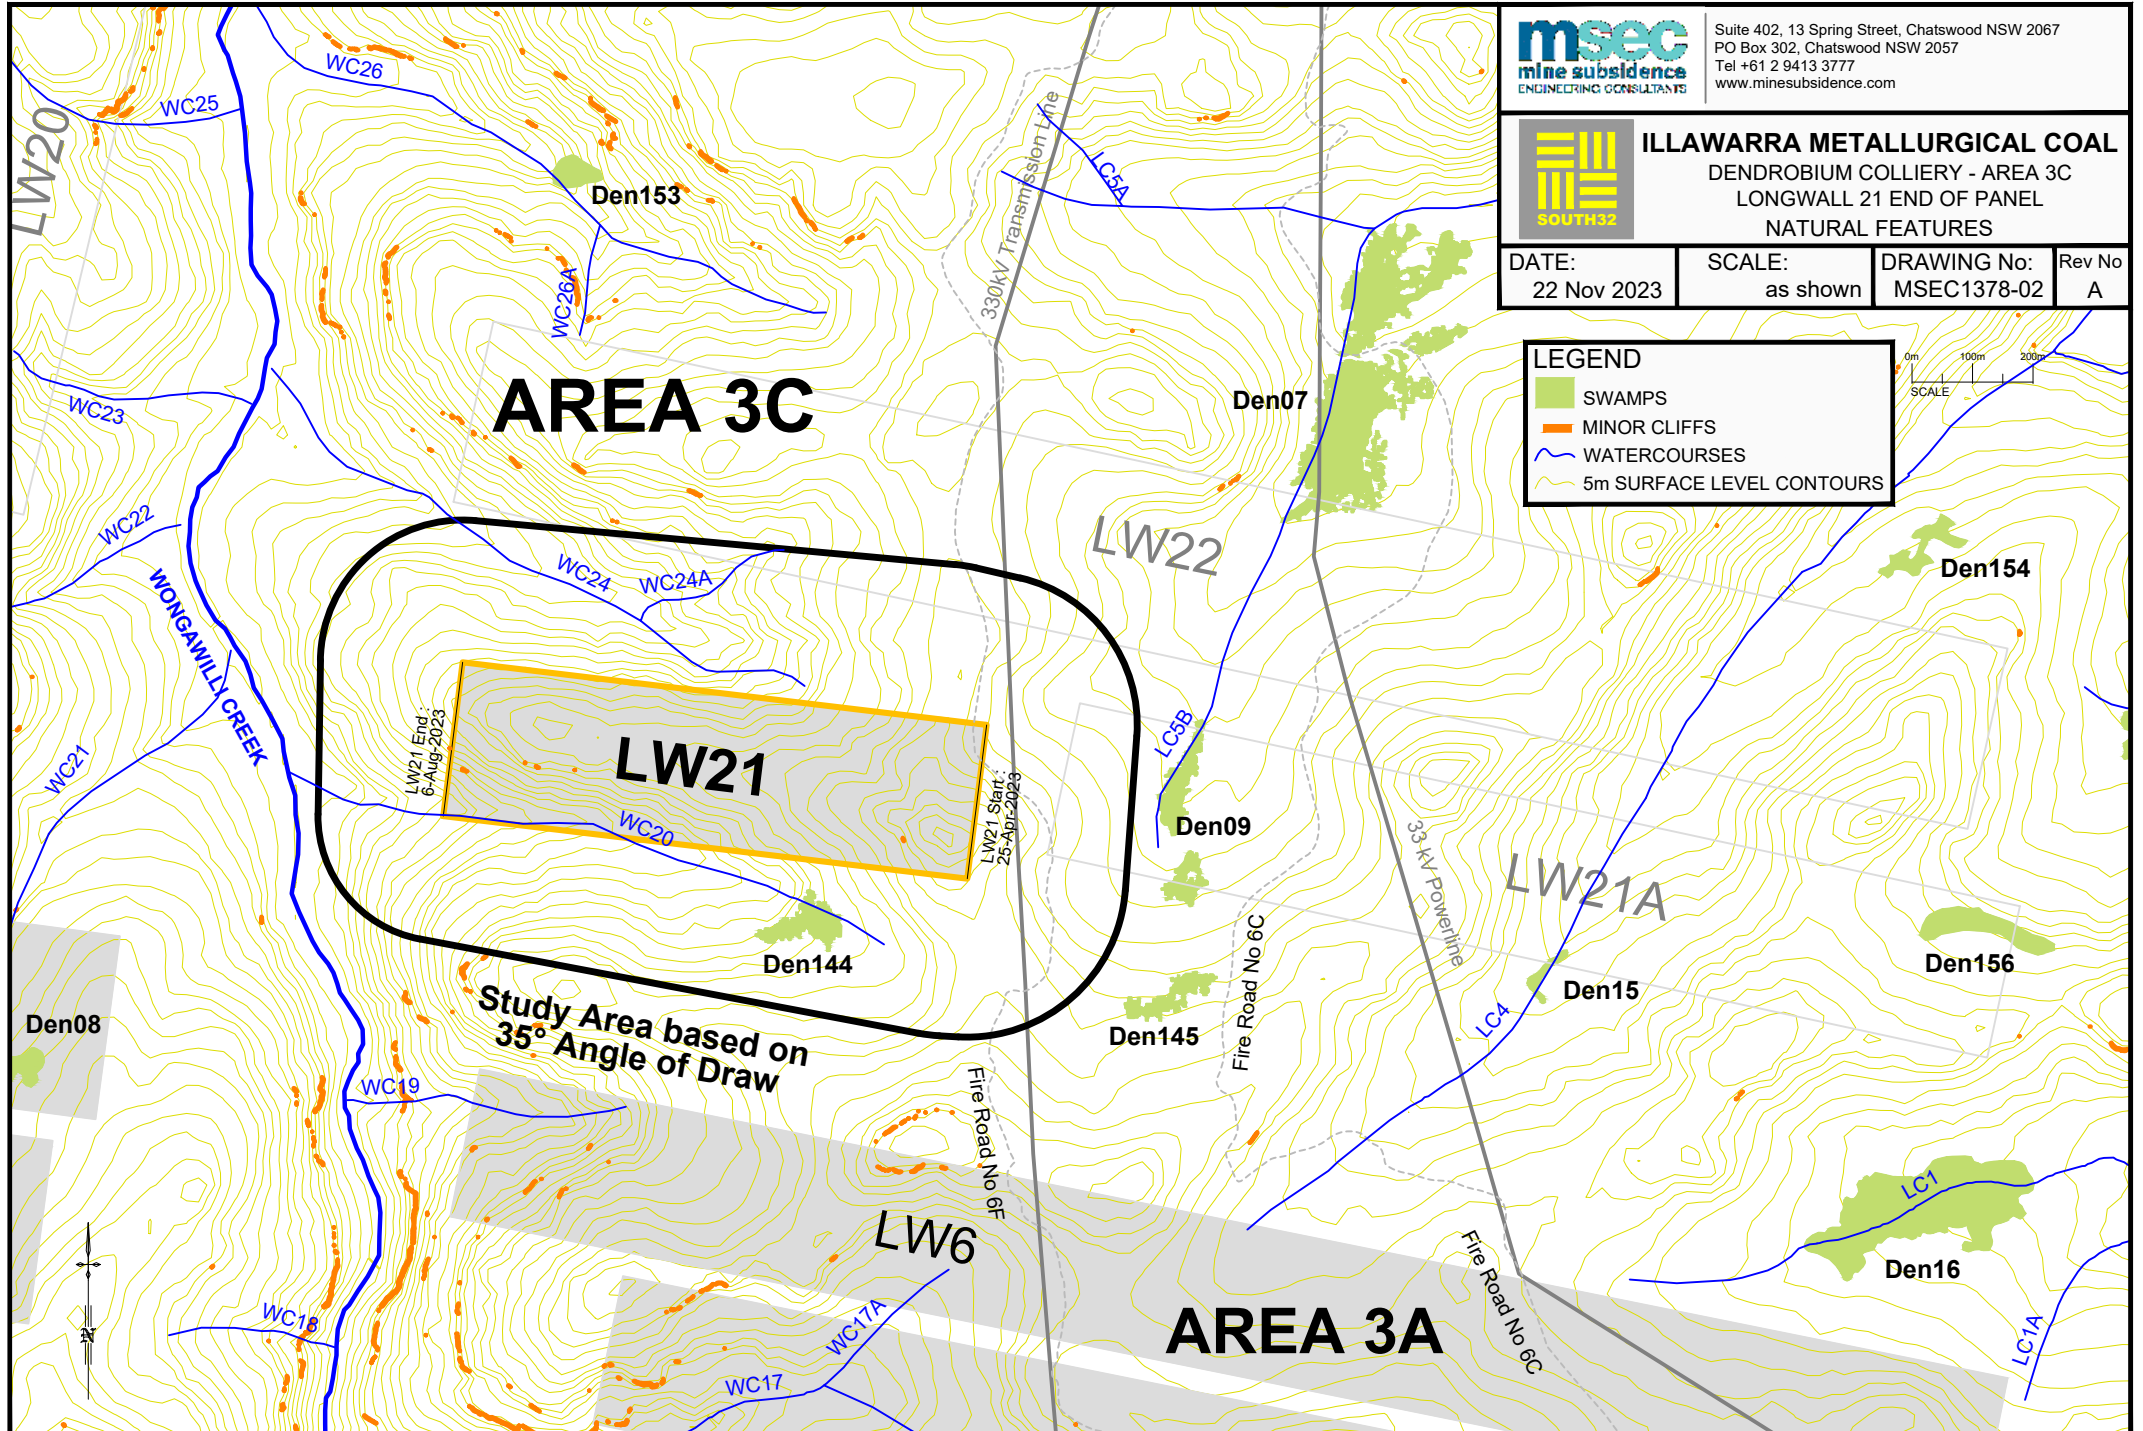 msec
mine subsidence
ENGINEERING CONSULTANTS
Suite 402, 13 Spring Street, Chatswood NSW 2067
PO Box 302, Chatswood NSW 2057
Tel +61 2 9413 3777
www.minesubsidence.com
SOUTH32
ILLAWARRA METALLURGICAL COAL
DENDROBIUM COLLIERY - AREA 3C
LONGWALL 21 END OF PANEL
NATURAL FEATURES
DATE:
22 Nov 2023
SCALE:
as shown
DRAWING No:
MSEC1378-02
Rev No
A
LEGEND
SWAMPS
MINOR CLIFFS
WATERCOURSES
5m SURFACE LEVEL CONTOURS
0m 100m 200m
SCALE
WC26
WC25
LW20
Den153
WC26A
330kV Transmission Line
LC5A
AREA 3C
WC23
Den07
WC22
WONGAWILLI CREEK
WC24
WC24A
LW22
Den154
WC21
LW21 End :
6-Aug-2023
LW21
WC20
LW21 Start :
25-Apr-2023
LC5B
Den09
33 kV Powerline
LW21A
Den144
Den145
Fire Road No 6C
Den15
LC4
Den156
Den08
Study Area based on
35° Angle of Draw
WC19
Fire Road No 6F
LW6
WC17A
WC17
WC18
N
AREA 3A
Fire Road No 6C
LC1
Den16
LC1A